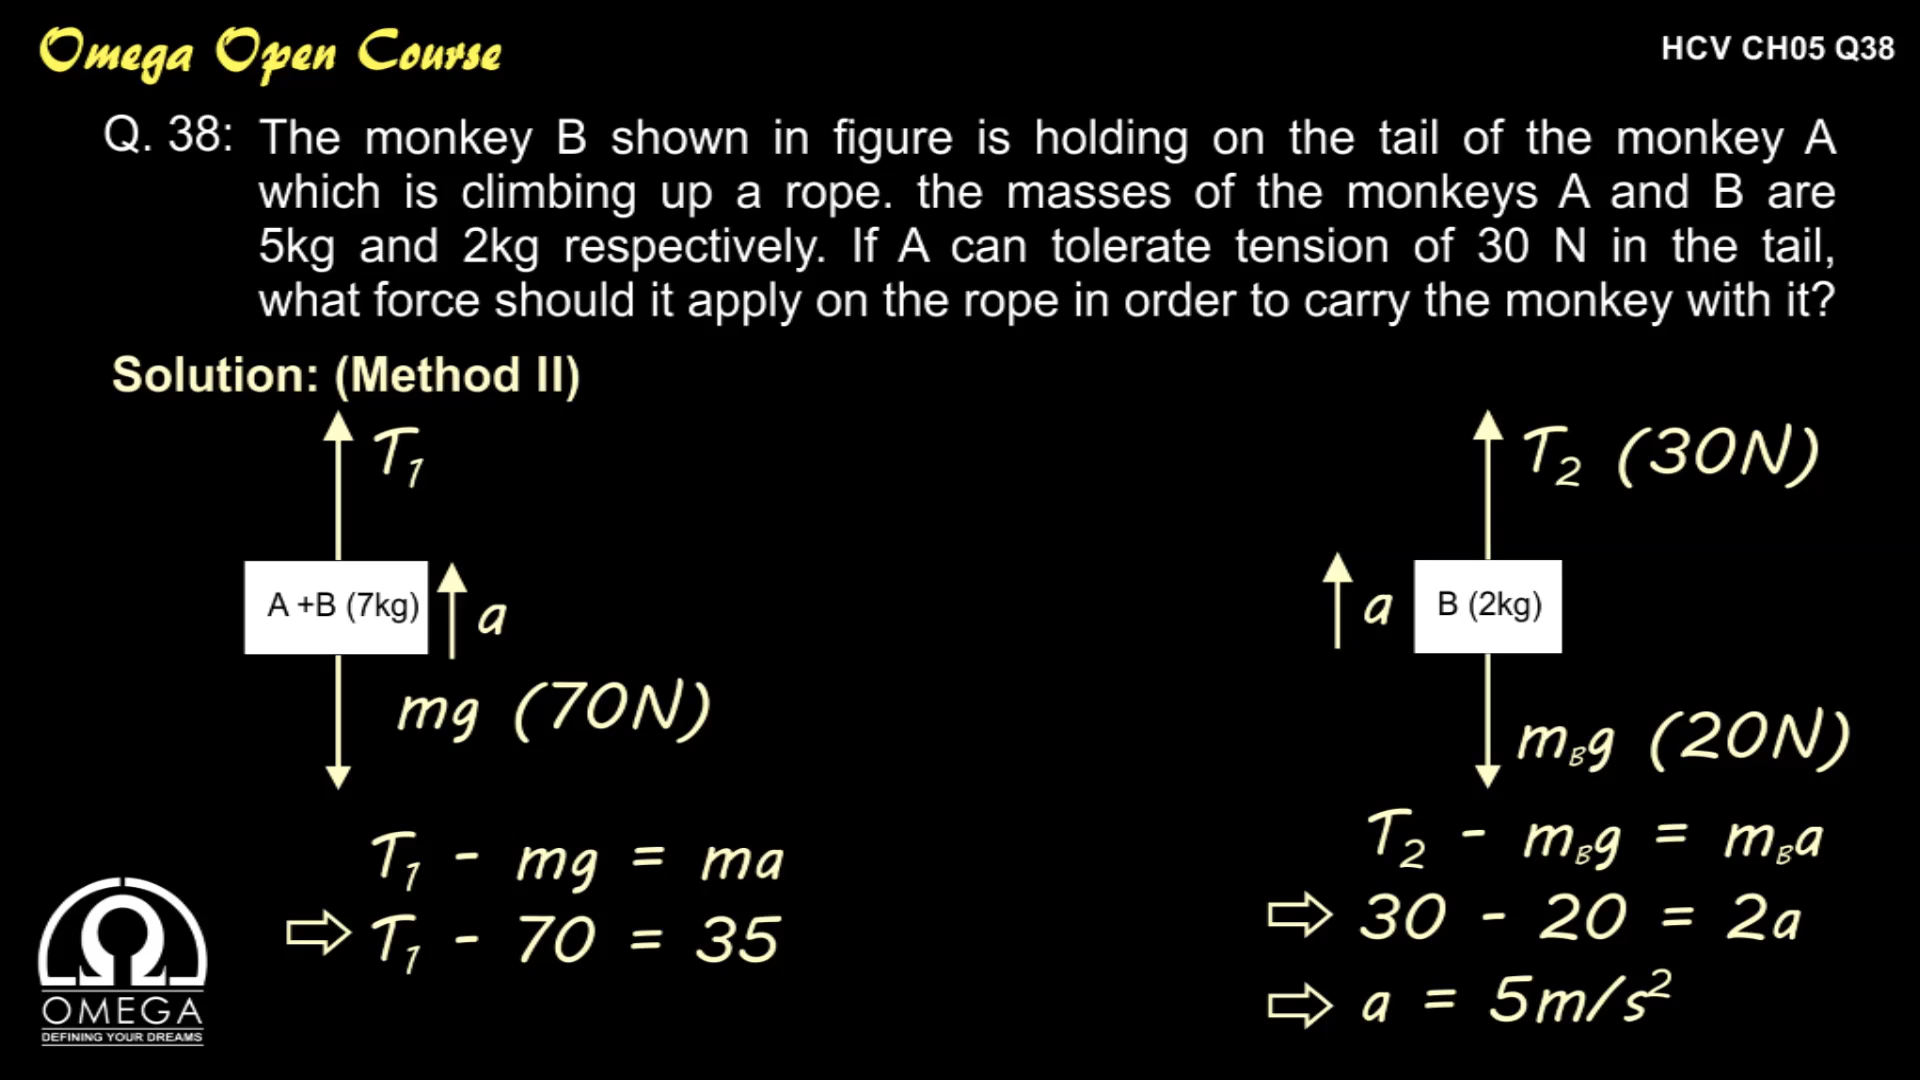 Omega Open Course
HCV CH05 Q38
Q. 38: The monkey B shown in figure is holding on the tail of the monkey A
which is climbing up a rope. the masses of the monkeys A and B are
5kg and 2kg respectively. If A can tolerate tension of 30 N in the tail,
what force should it apply on the rope in order to carry the monkey with it?
Solution: (Method II)
T₁
A +B (7kg)
a
mg (70N)
T₁ - mg = ma
⇨ T₁ - 70 = 35
T₂ (30N)
a
B (2kg)
m_Bg (20N)
T₂ - m_Bg = m_Ba
⇨ 30 - 20 = 2a
⇨ a = 5m/s²
OMEGA
DEFINING YOUR DREAMS